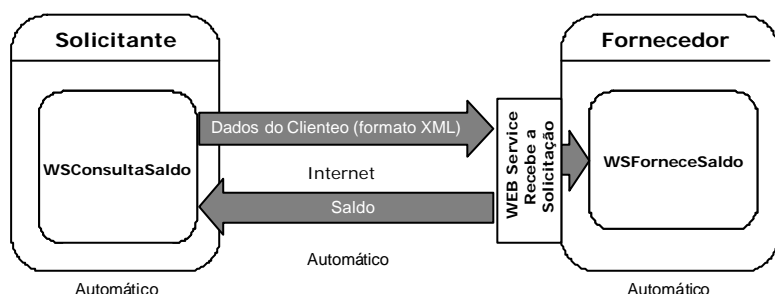 Solicitante
Fornecedor
Dados do Clienteo (formato XML)
WSConsultaSaldo
Internet
WEB Service
Recebe a
Solicitação
WSForneceSaldo
Saldo
Automático
Automático
Automático